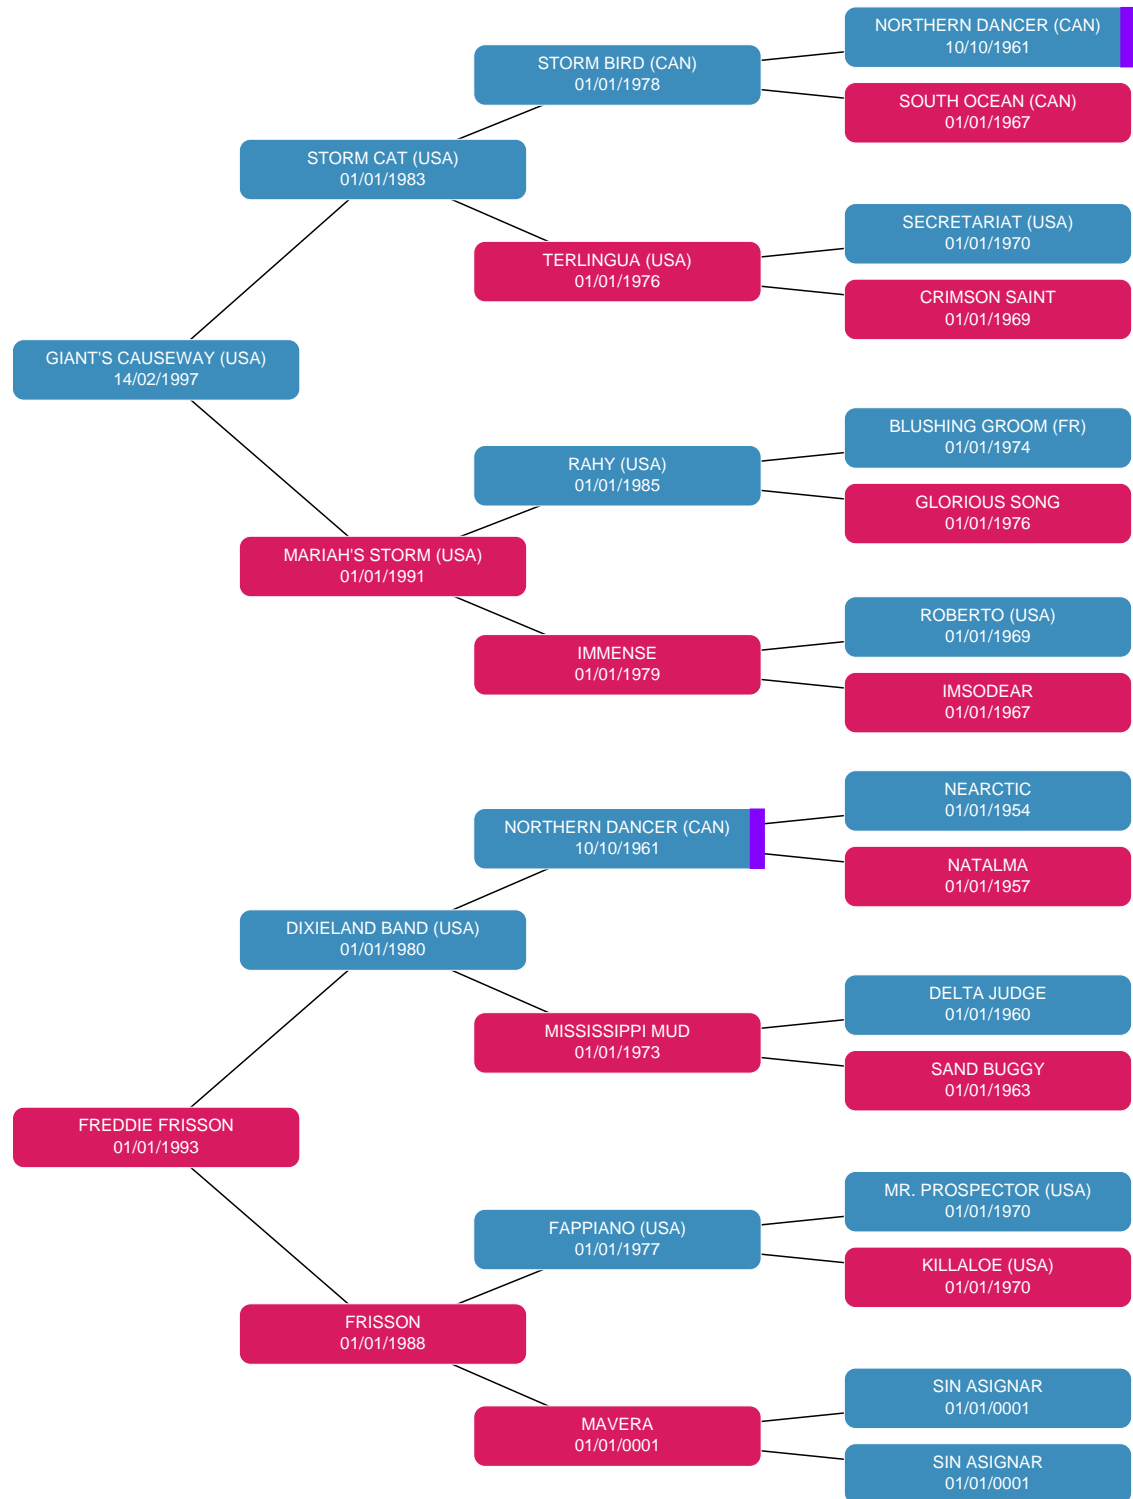 NORTHERN DANCER (CAN)
10/10/1961
STORM BIRD (CAN)
01/01/1978
SOUTH OCEAN (CAN)
01/01/1967
STORM CAT (USA)
01/01/1983
SECRETARIAT (USA)
01/01/1970
TERLINGUA (USA)
01/01/1976
CRIMSON SAINT
01/01/1969
GIANT'S CAUSEWAY (USA)
14/02/1997
BLUSHING GROOM (FR)
01/01/1974
RAHY (USA)
01/01/1985
GLORIOUS SONG
01/01/1976
MARIAH'S STORM (USA)
01/01/1991
ROBERTO (USA)
01/01/1969
IMMENSE
01/01/1979
IMSODEAR
01/01/1967
NEARCTIC
01/01/1954
NORTHERN DANCER (CAN)
10/10/1961
NATALMA
01/01/1957
DIXIELAND BAND (USA)
01/01/1980
DELTA JUDGE
01/01/1960
MISSISSIPPI MUD
01/01/1973
SAND BUGGY
01/01/1963
FREDDIE FRISSON
01/01/1993
MR. PROSPECTOR (USA)
01/01/1970
FAPPIANO (USA)
01/01/1977
KILLALOE (USA)
01/01/1970
FRISSON
01/01/1988
SIN ASIGNAR
01/01/0001
MAVERA
01/01/0001
SIN ASIGNAR
01/01/0001